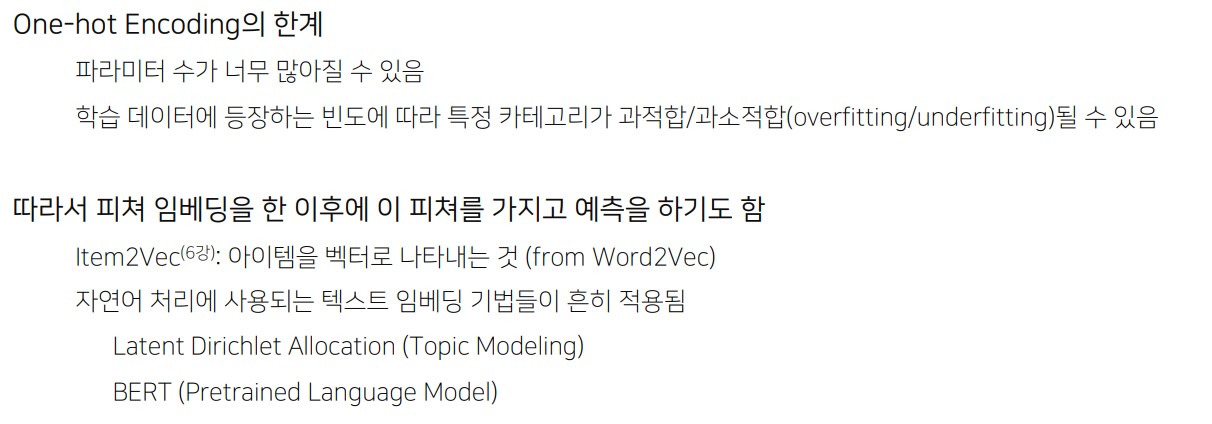 One-hot Encoding의 한계
파라미터 수가 너무 많아질 수 있음
학습 데이터에 등장하는 빈도에 따라 특정 카테고리가 과적합/과소적합(overfitting/underfitting)될 수 있음
따라서 피쳐 임베딩을 한 이후에 이 피쳐를 가지고 예측을 하기도 함
Item2Vec(6강): 아이템을 벡터로 나타내는 것 (from Word2Vec)
자연어 처리에 사용되는 텍스트 임베딩 기법들이 흔히 적용됨
Latent Dirichlet Allocation (Topic Modeling)
BERT (Pretrained Language Model)